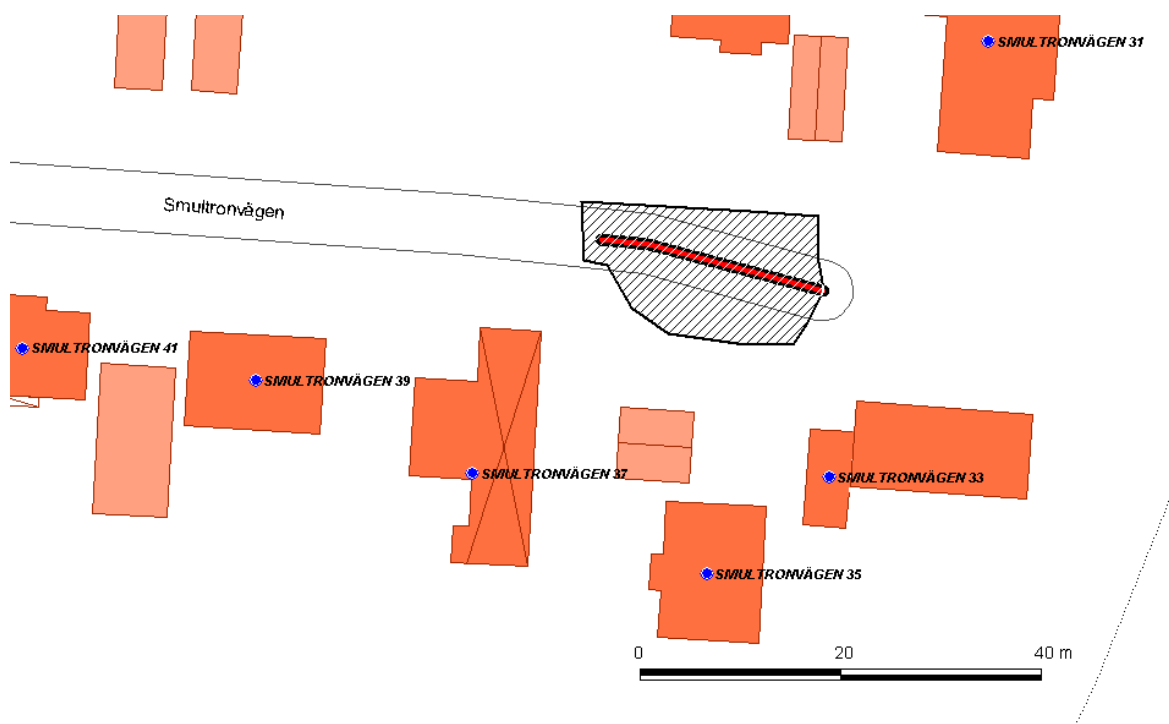 SMULTRONVÄGEN 31
Smultronvägen
SMULTRONVÄGEN 41
SMULTRONVÄGEN 39
SMULTRONVÄGEN 37
SMULTRONVÄGEN 33
SMULTRONVÄGEN 35
0 20 40 m